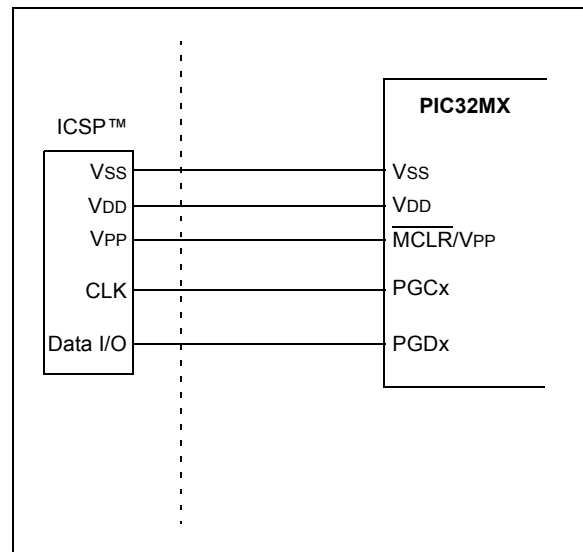 PIC32MX
ICSP™
VSS
VDD
VPP
CLK
Data I/O
VSS
VDD
MCLR/VPP
PGCx
PGDx